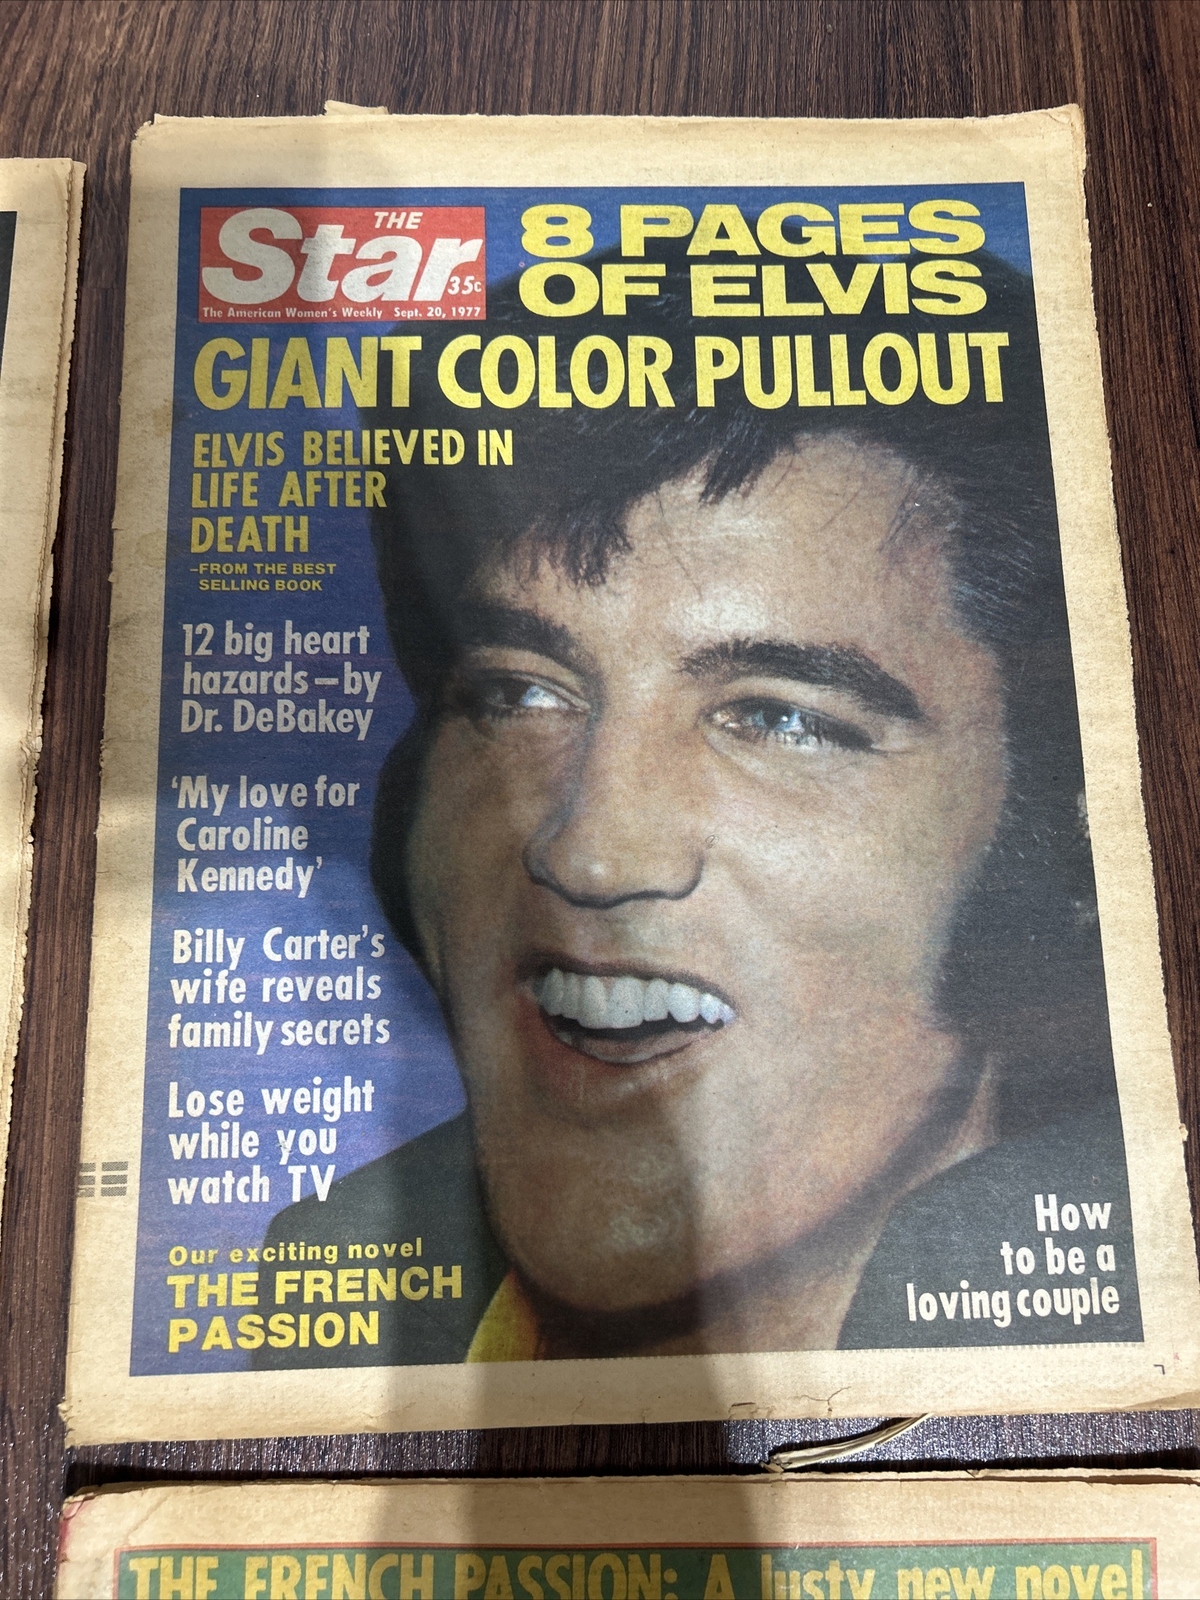 THE
Star
35c
The American Women's Weekly Sept. 20, 1977
8 PAGES
OF ELVIS
GIANT COLOR PULLOUT
ELVIS BELIEVED IN
LIFE AFTER
DEATH
–FROM THE BEST
SELLING BOOK
12 big heart
hazards – by
Dr. DeBakey
'My love for
Caroline
Kennedy'
Billy Carter's
wife reveals
family secrets
Lose weight
while you
watch TV
Our exciting novel
THE FRENCH
PASSION
How
to be a
loving couple
THE FRENCH PASSION: A lusty new novel